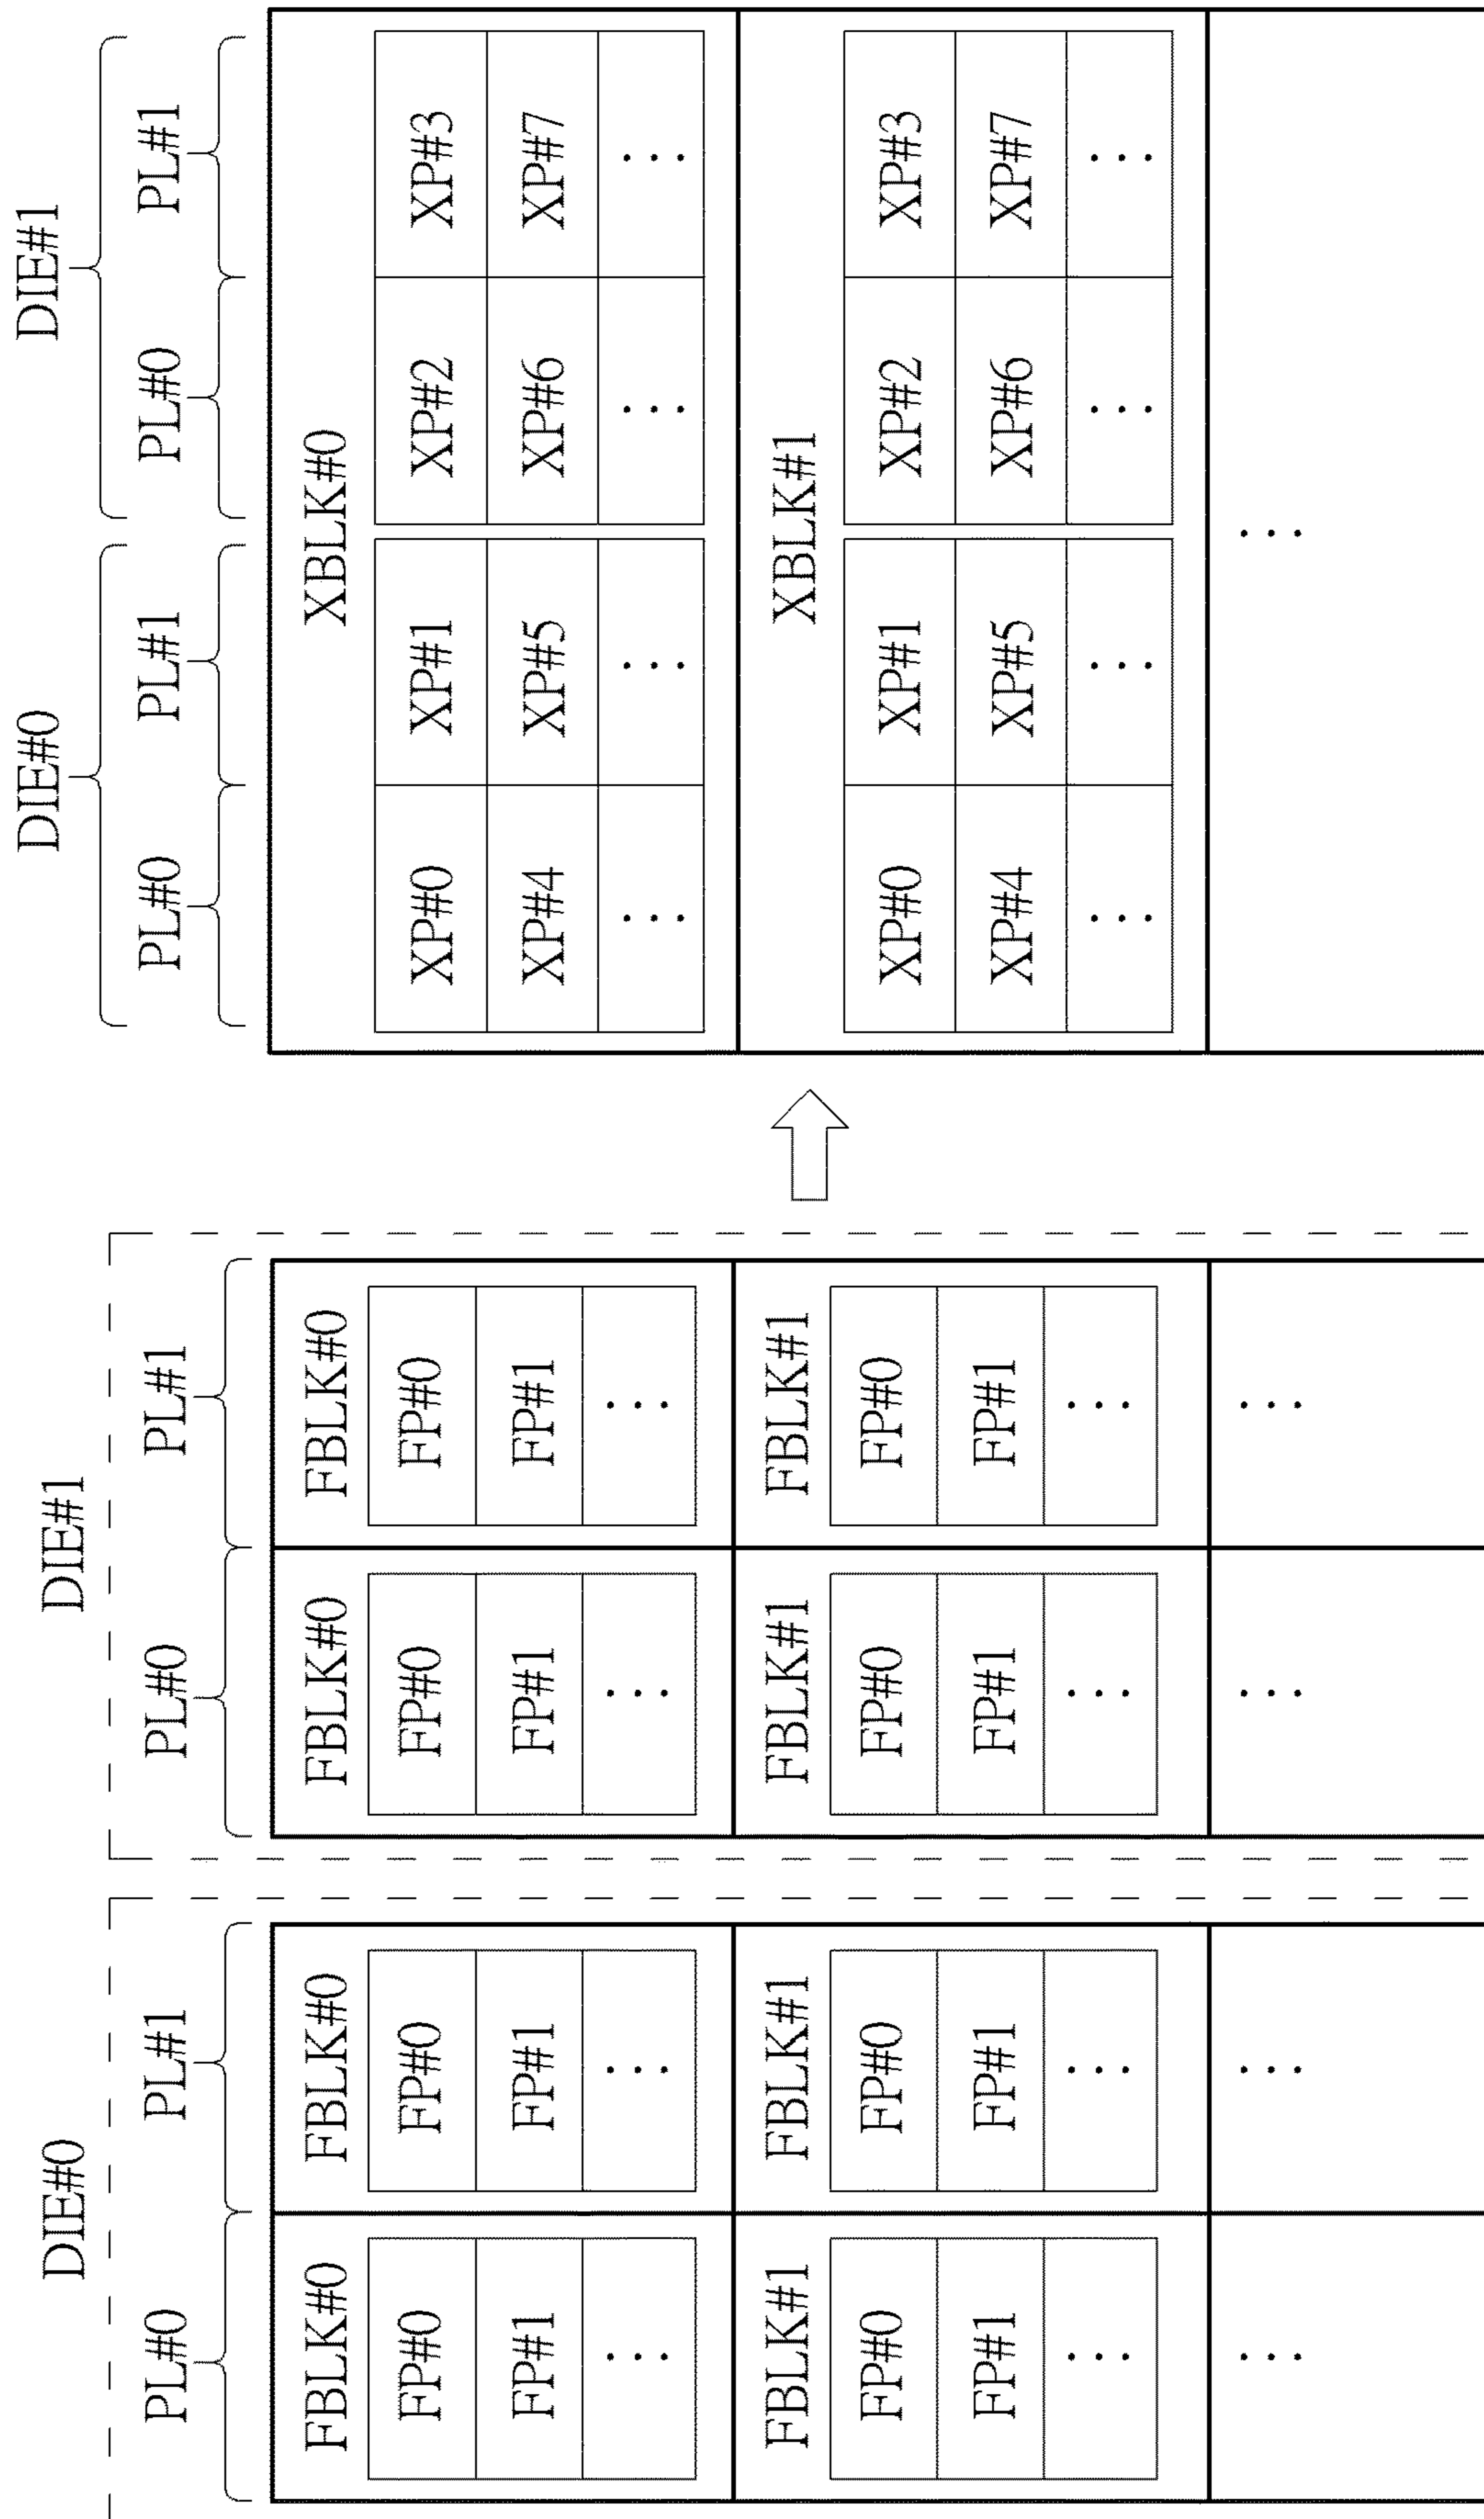 DIE#0 DIE#1
PL#0 PL#1 PL#0 PL#1
FBLK#0 FBLK#0 FBLK#0 FBLK#0
FP#0 FP#0 FP#0 FP#0
FP#1 FP#1 FP#1 FP#1
... ... ... ...
FBLK#1 FBLK#1 FBLK#1 FBLK#1
FP#0 FP#0 FP#0 FP#0
FP#1 FP#1 FP#1 FP#1
... ... ... ...
... ... ... ...
DIE#0 DIE#1
PL#0 PL#1 PL#0 PL#1
XBLK#0
XP#0 XP#1 XP#2 XP#3
XP#4 XP#5 XP#6 XP#7
... ... ... ...
XBLK#1
XP#0 XP#1 XP#2 XP#3
XP#4 XP#5 XP#6 XP#7
... ... ... ...
...